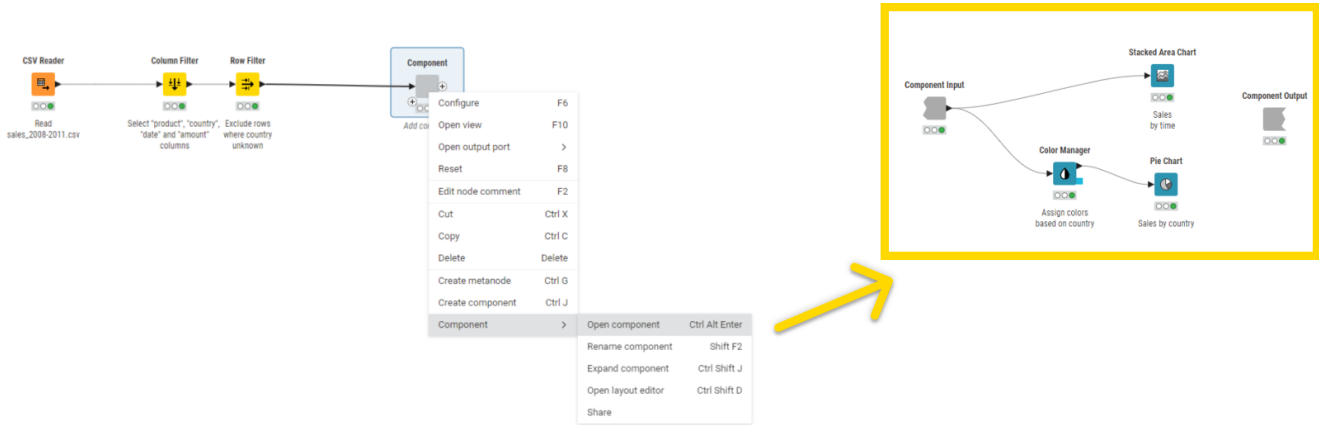 CSV Reader
Read
sales_2008-2011.csv
Column Filter
Select "product", "country",
"date" and "amount"
columns
Row Filter
Exclude rows
where country
unknown
Component
Configure F6
Open view F10
Open output port >
Reset F8
Edit node comment F2
Cut Ctrl X
Copy Ctrl C
Delete Delete
Create metanode Ctrl G
Create component Ctrl J
Component >
Open component Ctrl Alt Enter
Rename component Shift F2
Expand component Ctrl Shift J
Open layout editor Ctrl Shift D
Share
Component Input
Stacked Area Chart
Sales
by time
Color Manager
Assign colors
based on country
Pie Chart
Sales by country
Component Output